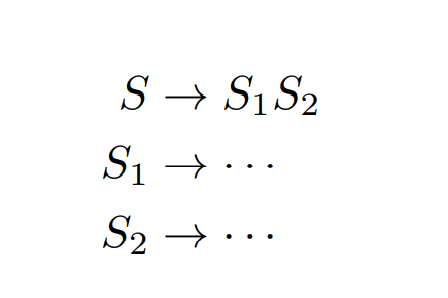 S → S₁S₂
S₁ → ⋯
S₂ → ⋯